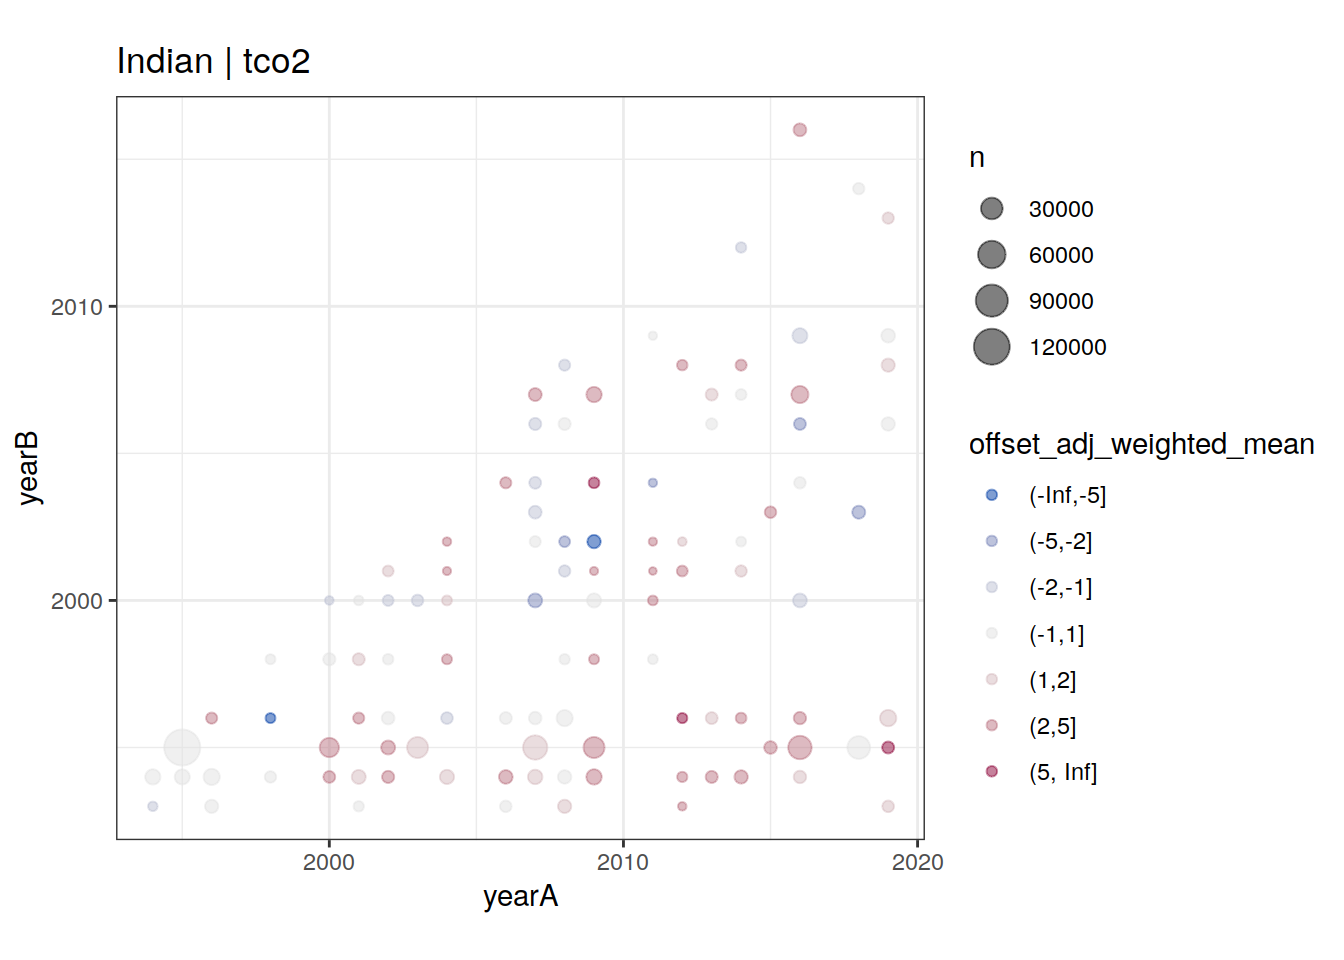 Indian | tco2
n
30000
60000
90000
120000
offset_adj_weighted_mean
(-Inf,-5]
(-5,-2]
(-2,-1]
(-1,1]
(1,2]
(2,5]
(5, Inf]
yearB
2010
2000
2000
2010
2020
yearA